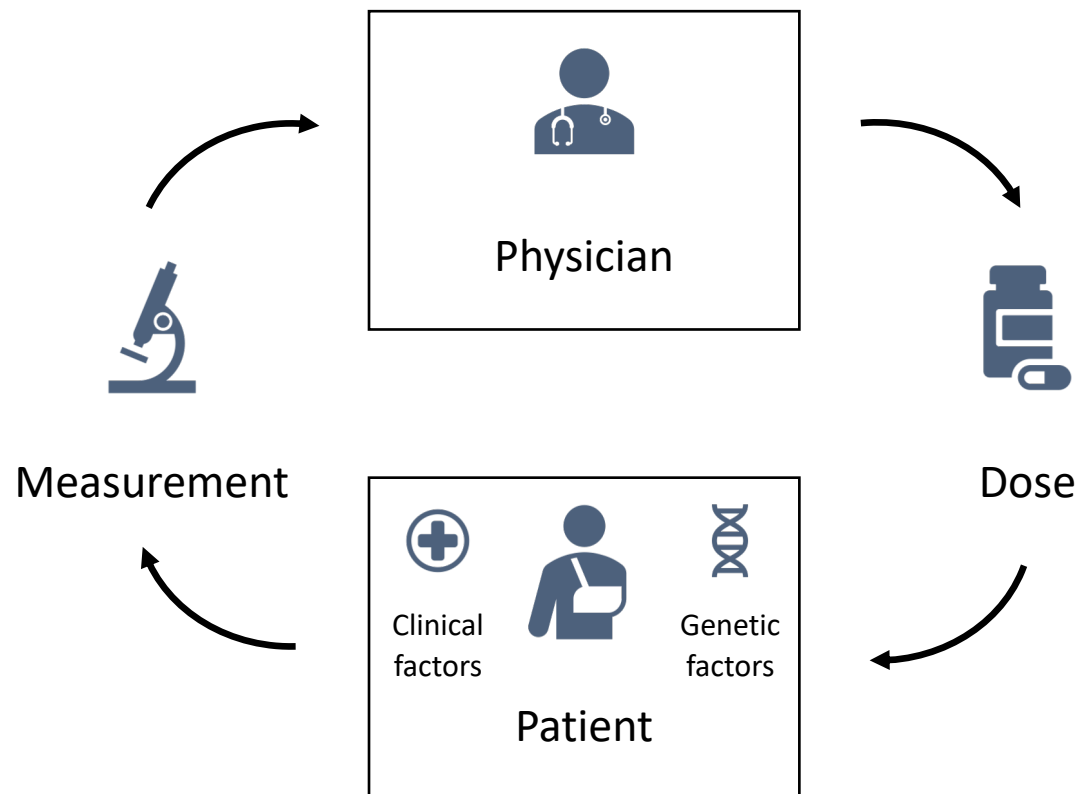 Physician
Measurement
Dose
Clinical
factors
Genetic
factors
Patient